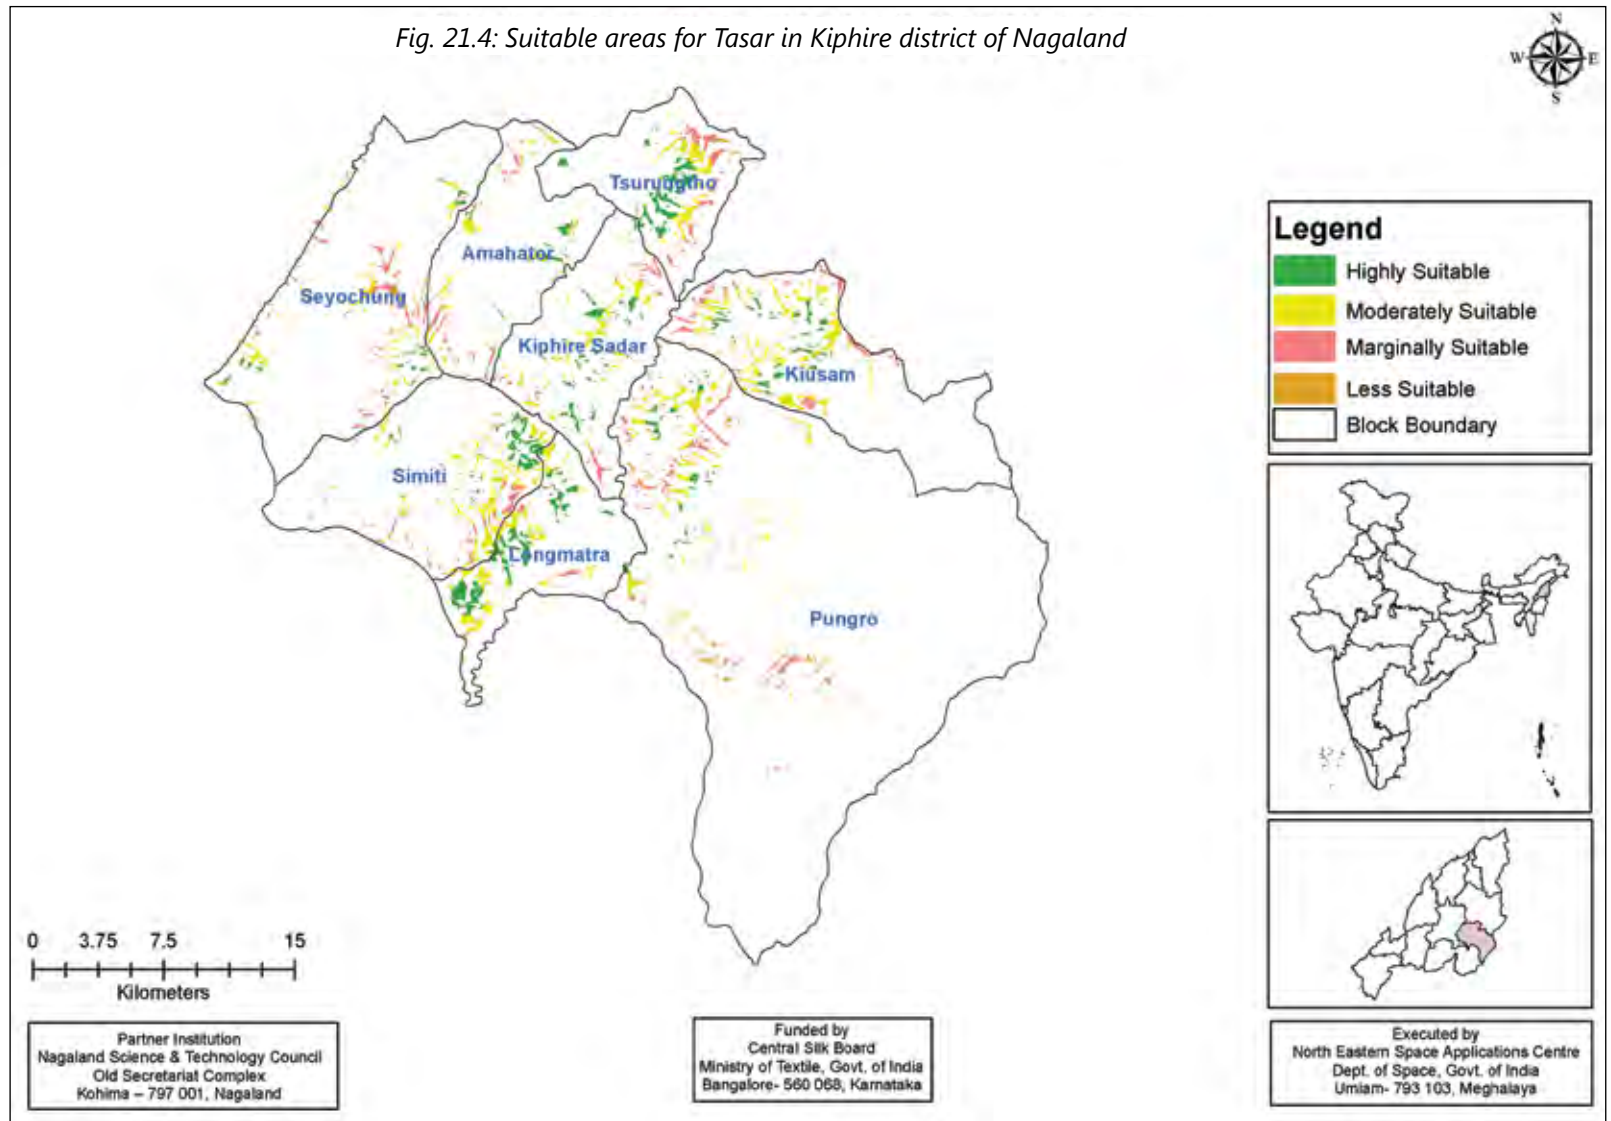 Fig. 21.4: Suitable areas for Tasar in Kiphire district of Nagaland
N
W
E
S
Tsurungtho
Amahator
Seyochung
Kiphire Sadar
Kiusam
Simiti
Longmatra
Pungro
Legend
Highly Suitable
Moderately Suitable
Marginally Suitable
Less Suitable
Block Boundary
0 3.75 7.5 15
Kilometers
Partner Institution
Nagaland Science & Technology Council
Old Secretariat Complex
Kohima – 797 001, Nagaland
Funded by
Central Silk Board
Ministry of Textile, Govt. of India
Bangalore- 560 068, Karnataka
Executed by
North Eastern Space Applications Centre
Dept. of Space, Govt. of India
Umiam- 793 103, Meghalaya